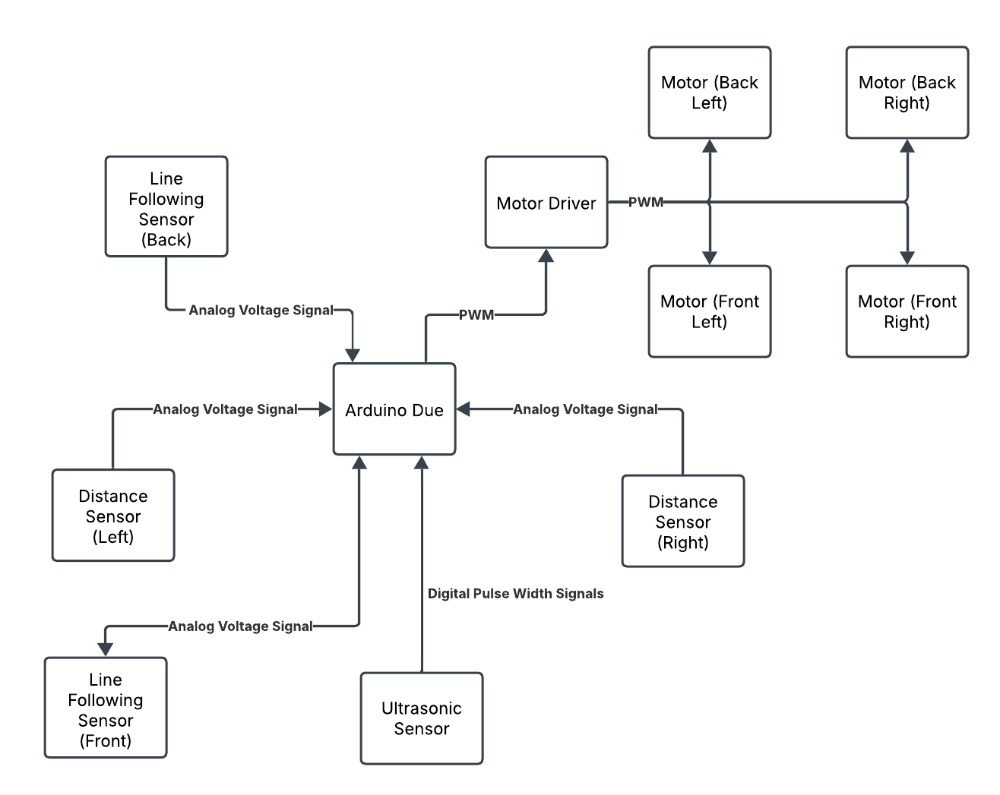 Motor (Back
Left)
Motor (Back
Right)
Line
Following
Sensor
(Back)
Motor Driver
PWM
Motor (Front
Left)
Motor (Front
Right)
Analog Voltage Signal
PWM
Analog Voltage Signal
Arduino Due
Analog Voltage Signal
Distance
Sensor
(Left)
Distance
Sensor
(Right)
Digital Pulse Width Signals
Analog Voltage Signal
Line
Following
Sensor
(Front)
Ultrasonic
Sensor